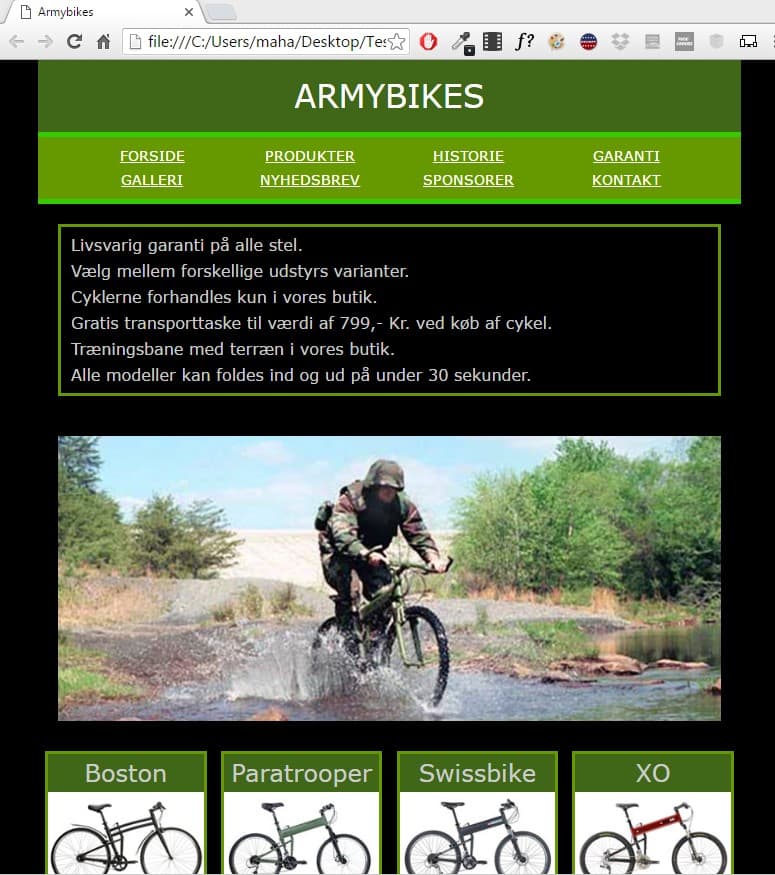 Armybikes
file:///C:/Users/maha/Desktop/Tes
f?
ARMYBIKES
FORSIDE PRODUKTER HISTORIE GARANTI
GALLERI NYHEDSBREV SPONSORER KONTAKT
Livsvarig garanti på alle stel.
Vælg mellem forskellige udstyrs varianter.
Cyklerne forhandles kun i vores butik.
Gratis transporttaske til værdi af 799,- Kr. ved køb af cykel.
Træningsbane med terræn i vores butik.
Alle modeller kan foldes ind og ud på under 30 sekunder.
Boston Paratrooper Swissbike XO